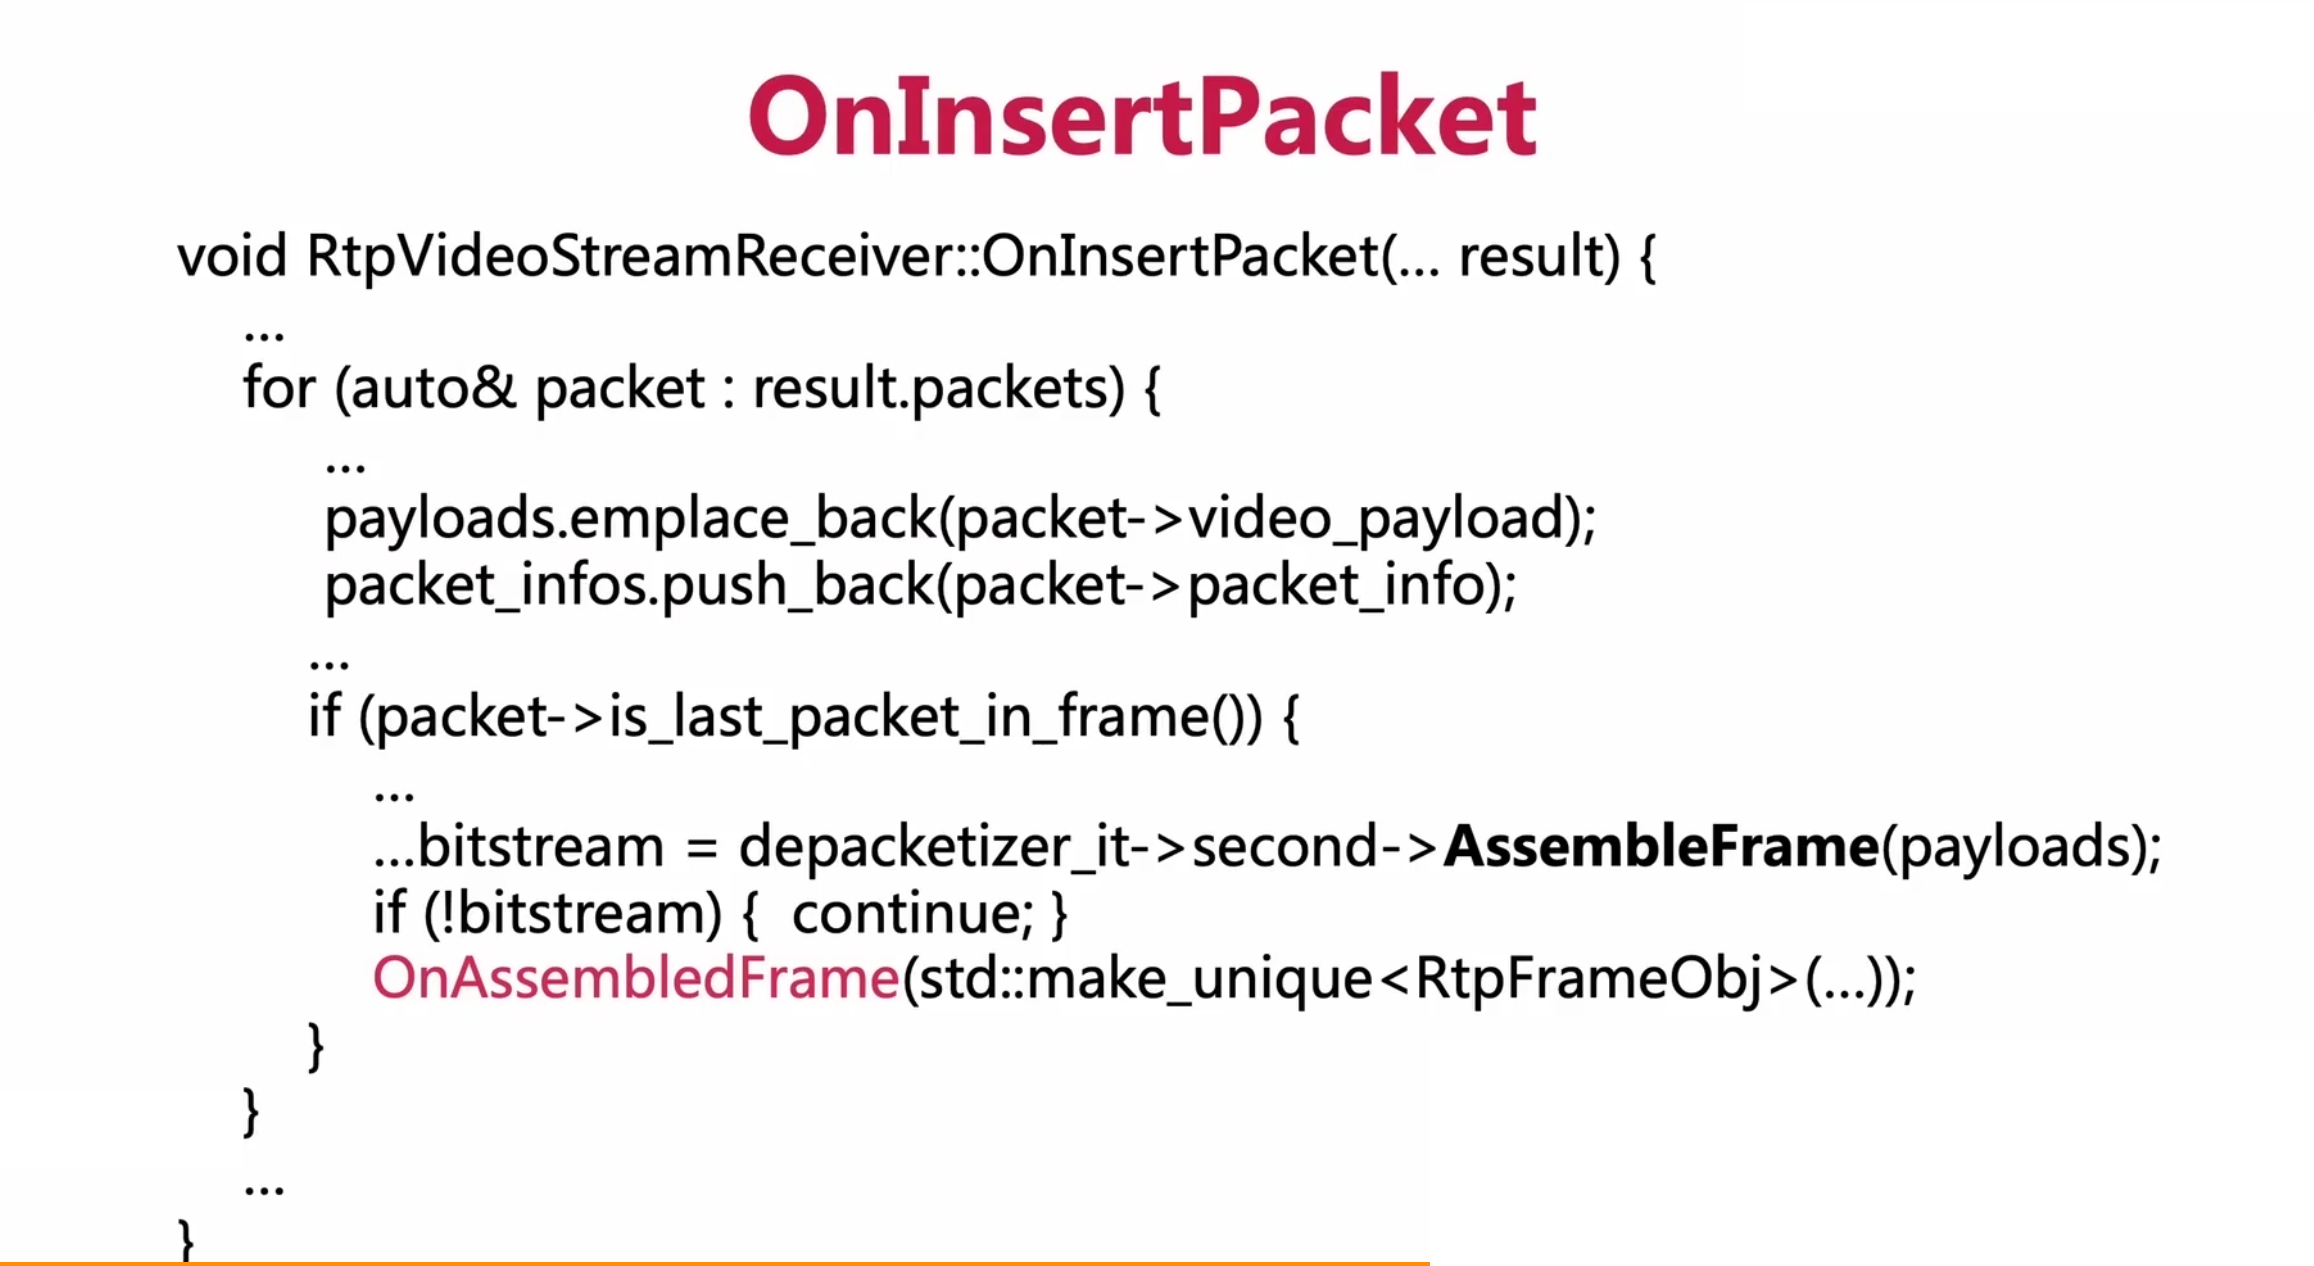 OnInsertPacket
void RtpVideoStreamReceiver::OnInsertPacket(... result) {
...
for (auto& packet : result.packets) {
...
payloads.emplace_back(packet->video_payload);
packet_infos.push_back(packet->packet_info);
...
if (packet->is_last_packet_in_frame()) {
...
...bitstream = depacketizer_it->second->AssembleFrame(payloads);
if (!bitstream) {  continue; }
OnAssembledFrame(std::make_unique<RtpFrameObj>(...));
}
}
...
}